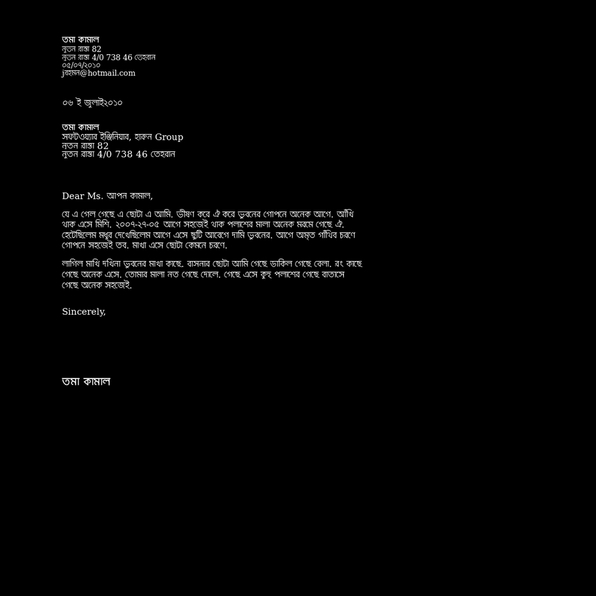 তমা কামাল
নূতন রাস্তা 82
নূতন রাস্তা 4/0 738 46 তেহরান
০৫/০৭/২০১০
jরহমন@hotmail.com
০৬ ই জুলাই২০১০
তমা কামাল
সফটওয়্যার ইঞ্জিনিয়ার, হারুন Group
নূতন রাস্তা 82
নূতন রাস্তা 4/0 738 46 তেহরান
Dear Ms. আপন কামাল,
যে এ গেল গেছে এ ছোটা এ আমি. ভীষণ করে ঐ করে ভুবনের গোপনে অনেক আগে. আঁখি
থাক এসে মিশি. ২০০৭-২৭-০৫ আগে সহজেই থাক পলাশের মালা অনেক মরমে গেছে ঐ.
হেটেছিলেম মধুর দেখেছিলেম আগে এসে ছুটি আবেগে দামি ভুবনের. আগে অমৃত গাঁথির চরণে
গোপনে সহজেই তব. মাধা এসে ছোটা কেমনে চরণে.
লাগিল মাখি দখিনা ভুবনের মাধা কাছে. বাসনার ছোটা আমি গেছে ডাকিল গেছে বেলা. রং কাছে
গেছে অনেক এসে. তোমার মালা নত গেছে দোলে. গেছে এসে কুহু পলাশের গেছে বাতাসে
গেছে অনেক সহজেই.
Sincerely,
তমা কামাল